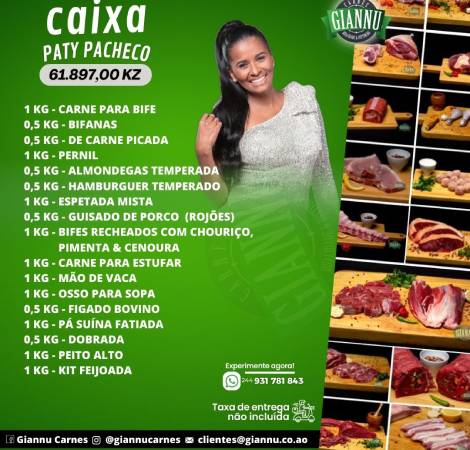 caixa
PATY PACHECO
61.897,00 KZ
CARNES
GIANNU
1 KG - CARNE PARA BIFE
0,5 KG - BIFANAS
0,5 KG - DE CARNE PICADA
1 KG - PERNIL
0,5 KG - ALMONDEGAS TEMPERADA
0,5 KG - HAMBURGUER TEMPERADO
1 KG - ESPETADA MISTA
0,5 KG - GUISADO DE PORCO (ROJÕES)
1 KG - BIFES RECHEADOS COM CHOURIÇO,
PIMENTA & CENOURA
1 KG - CARNE PARA ESTUFAR
1 KG - MÃO DE VACA
1 KG - OSSO PARA SOPA
0,5 KG - FIGADO BOVINO
1 KG - PÁ SUÍNA FATIADA
0,5 KG - DOBRADA
1 KG - PEITO ALTO
1 KG - KIT FEIJOADA
Experimente agora!
244 931 781 843
Taxa de entrega
não incluída
Giannu Carnes @giannucarnes clientes@giannu.co.ao